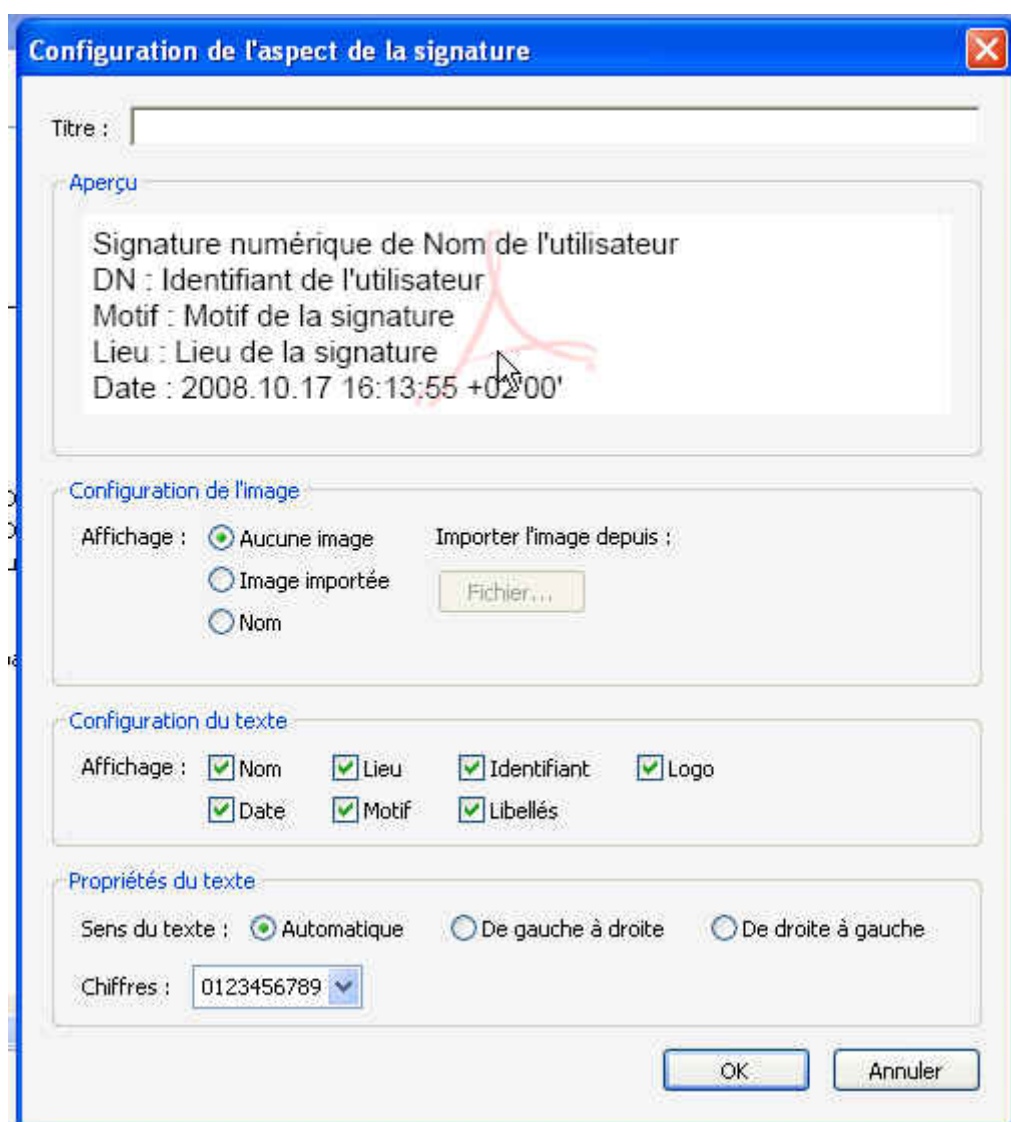 Configuration de l'aspect de la signature
Titre :
Aperçu
Signature numérique de Nom de l'utilisateur
DN : Identifiant de l'utilisateur
Motif : Motif de la signature
Lieu : Lieu de la signature
Date : 2008.10.17 16:13:55 +02'00'
Configuration de l'image
Affichage : Aucune image Importer l'image depuis :
Image importée Fichier...
Nom
Configuration du texte
Affichage : Nom Lieu Identifiant Logo
Date Motif Libellés
Propriétés du texte
Sens du texte : Automatique De gauche à droite De droite à gauche
Chiffres : 0123456789
OK Annuler